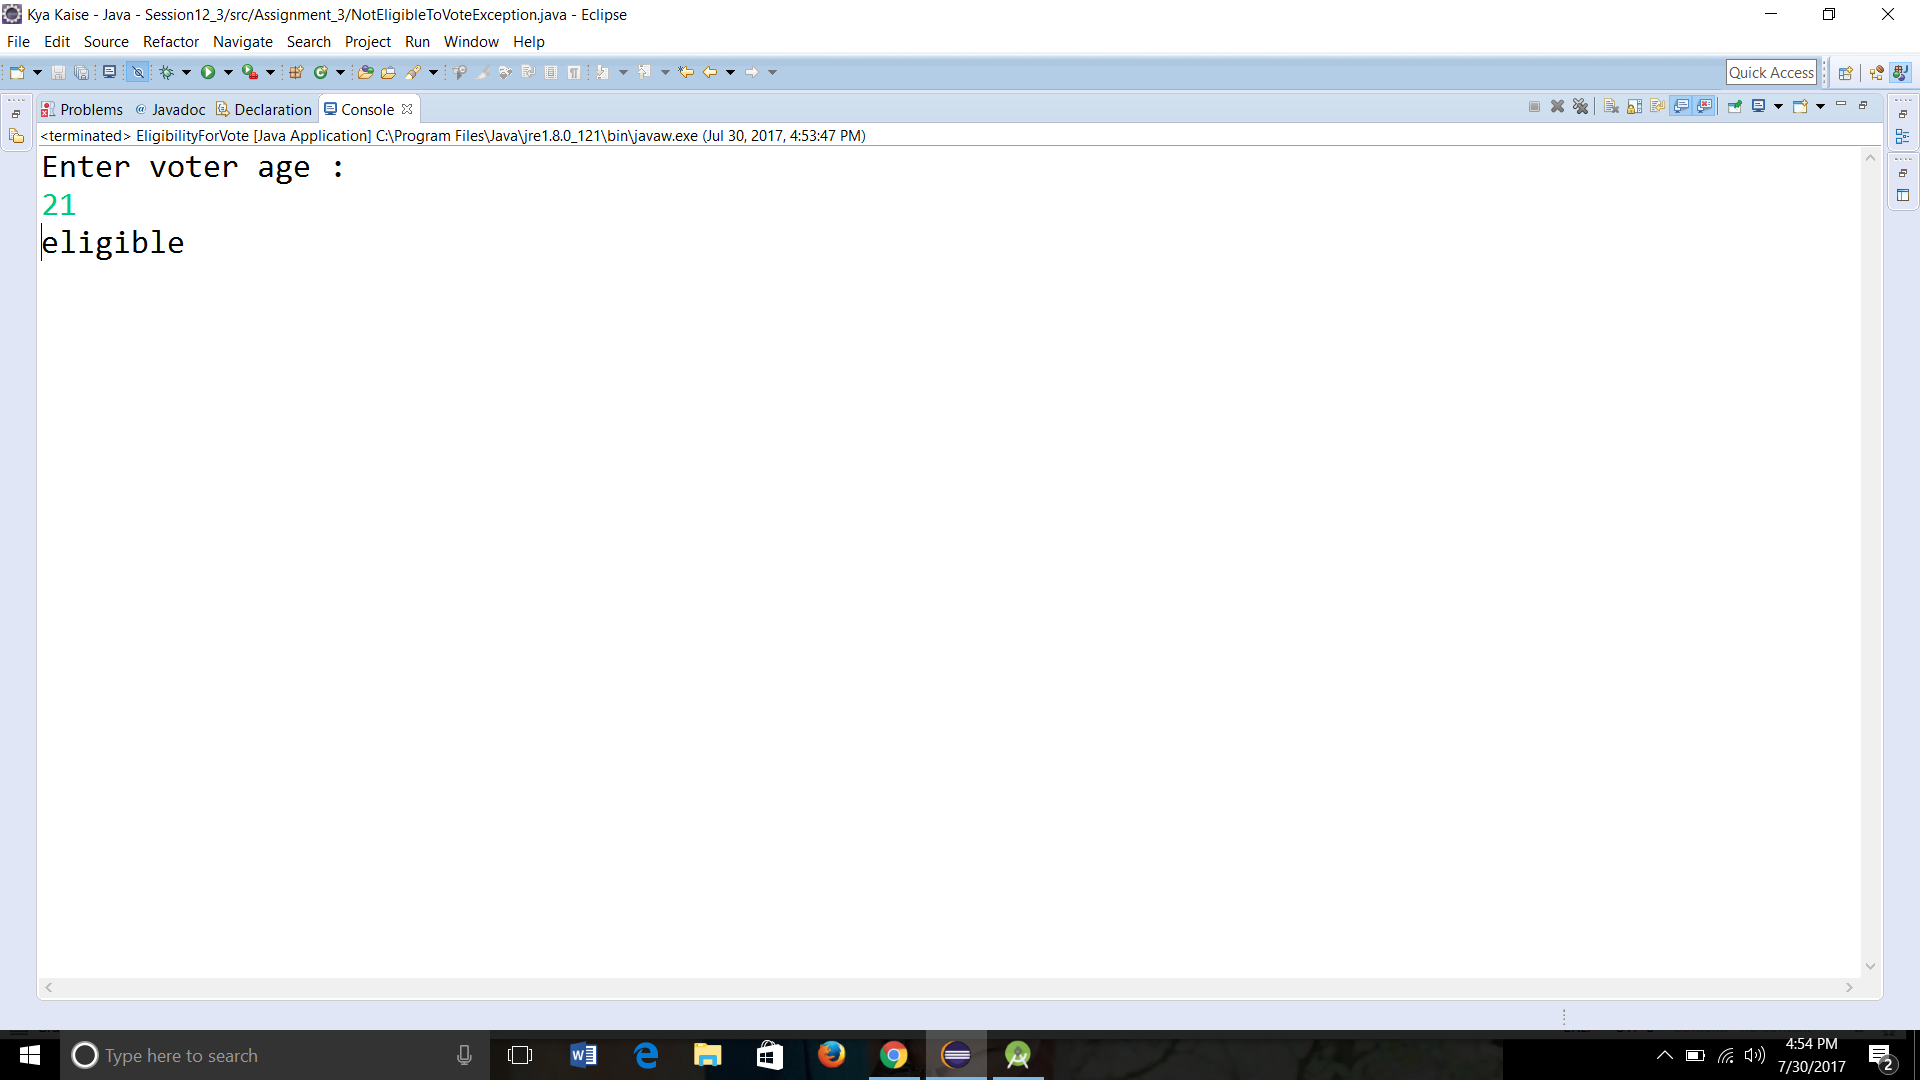 Kya Kaise - Java - Session12_3/src/Assignment_3/NotEligibleToVoteException.java - Eclipse
File Edit Source Refactor Navigate Search Project Run Window Help
Quick Access
Problems @ Javadoc Declaration Console
<terminated> EligibilityForVote [Java Application] C:\Program Files\Java\jre1.8.0_121\bin\javaw.exe (Jul 30, 2017, 4:53:47 PM)
Enter voter age :
21
eligible
Type here to search
4:54 PM
7/30/2017
2